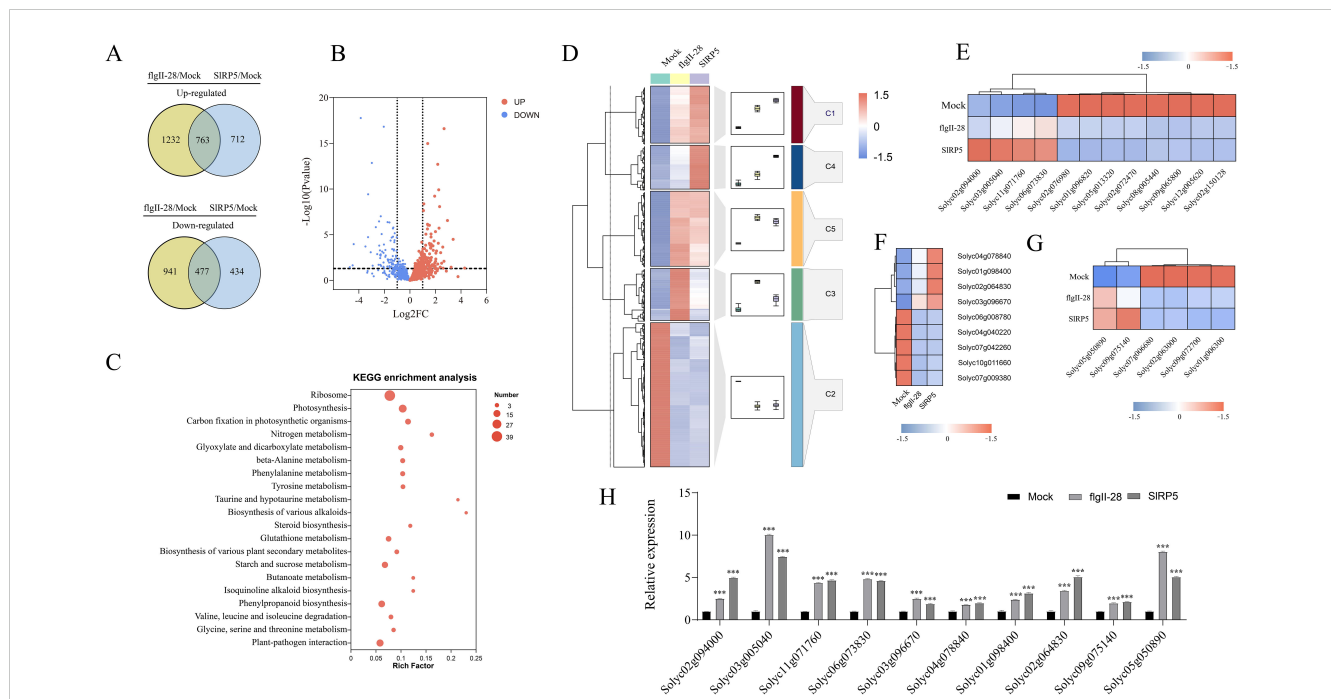 A
flgII-28/Mock SlRP5/Mock
Up-regulated
1232 763 712
flgII-28/Mock SlRP5/Mock
Down-regulated
941 477 434
B
UP
DOWN
20
15
10
5
0
-Log10(Pvalue)
-6 -4 -2 0 2 4 6
Log2FC
C
KEGG enrichment analysis
Ribosome
Photosynthesis
Carbon fixation in photosynthetic organisms
Nitrogen metabolism
Glyoxylate and dicarboxylate metabolism
beta-Alanine metabolism
Phenylalanine metabolism
Tyrosine metabolism
Taurine and hypotaurine metabolism
Biosynthesis of various alkaloids
Steroid biosynthesis
Glutathione metabolism
Biosynthesis of various plant secondary metabolites
Starch and sucrose metabolism
Butanoate metabolism
Isoquinoline alkaloid biosynthesis
Phenylpropanoid biosynthesis
Valine, leucine and isoleucine degradation
Glycine, serine and threonine metabolism
Plant-pathogen interaction
0 0.05 0.1 0.15 0.2 0.25
Rich Factor
Number
3
15
27
39
D
Mock
flgII-28
SlRP5
C1
C4
C5
C3
C2
1.5
0
-1.5
E
-1.5 0 -1.5
Mock
flgII-28
SlRP5
Solyc02g094000
Solyc03g005040
Solyc11g071760
Solyc06g073830
Solyc02g076980
Solyc01g096820
Solyc05g013320
Solyc02g072470
Solyc08g005440
Solyc09g065800
Solyc12g005620
Solyc02g150128
F
Solyc04g078840
Solyc01g098400
Solyc02g064830
Solyc03g096670
Solyc06g008780
Solyc04g040220
Solyc07g042260
Solyc10g011660
Solyc07g009380
Mock
flgII-28
SlRP5
-1.5 0 -1.5
G
Mock
flgII-28
SlRP5
Solyc05g050890
Solyc09g075140
Solyc07g006680
Solyc02g063000
Solyc09g072700
Solyc01g006300
-1.5 0 -1.5
H
Mock flgII-28 SlRP5
Relative expression
15
10
5
0
*** *** *** *** *** *** *** *** *** *** *** *** *** *** *** *** *** *** *** ***
Solyc02g094000
Solyc03g005040
Solyc11g071760
Solyc06g073830
Solyc03g096670
Solyc04g078840
Solyc01g098400
Solyc02g064830
Solyc09g075140
Solyc05g050890